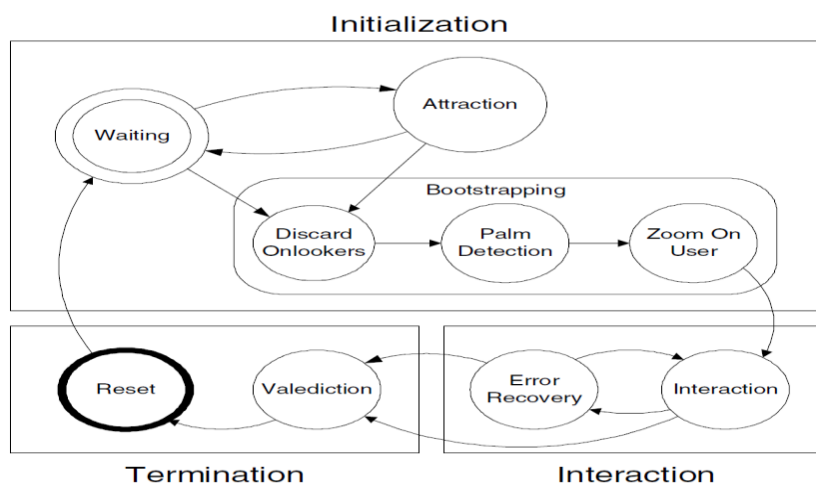 Initialization
Waiting
Attraction
Bootstrapping
Discard
Onlookers
Palm
Detection
Zoom On
User
Reset
Valediction
Error
Recovery
Interaction
Termination
Interaction